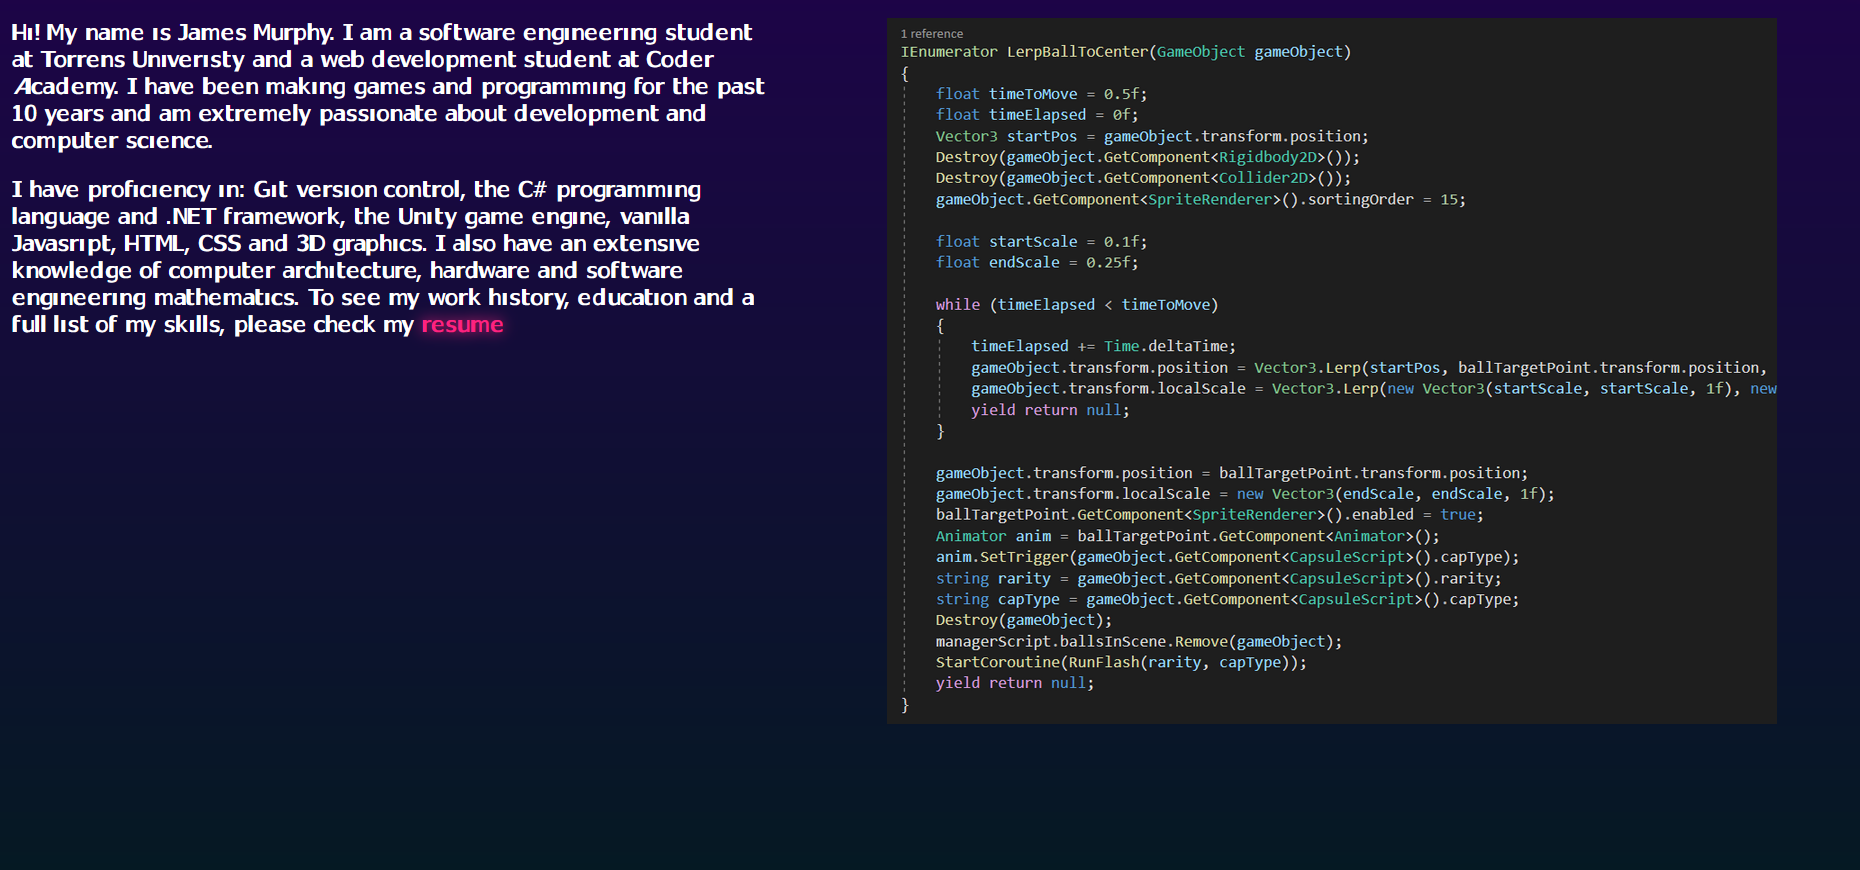 Hi! My name is James Murphy. I am a software engineering student
at Torrens Univeristy and a web development student at Coder
Academy. I have been making games and programming for the past
10 years and am extremely passionate about development and
computer science.
I have proficiency in: Git version control, the C# programming
language and .NET framework, the Unity game engine, vanilla
Javasript, HTML, CSS and 3D graphics. I also have an extensive
knowledge of computer architecture, hardware and software
engineering mathematics. To see my work history, education and a
full list of my skills, please check my resume
1 reference
IEnumerator LerpBallToCenter(GameObject gameObject)
{
float timeToMove = 0.5f;
float timeElapsed = 0f;
Vector3 startPos = gameObject.transform.position;
Destroy(gameObject.GetComponent<Rigidbody2D>());
Destroy(gameObject.GetComponent<Collider2D>());
gameObject.GetComponent<SpriteRenderer>().sortingOrder = 15;
float startScale = 0.1f;
float endScale = 0.25f;
while (timeElapsed < timeToMove)
{
timeElapsed += Time.deltaTime;
gameObject.transform.position = Vector3.Lerp(startPos, ballTargetPoint.transform.position,
gameObject.transform.localScale = Vector3.Lerp(new Vector3(startScale, startScale, 1f), new
yield return null;
}
gameObject.transform.position = ballTargetPoint.transform.position;
gameObject.transform.localScale = new Vector3(endScale, endScale, 1f);
ballTargetPoint.GetComponent<SpriteRenderer>().enabled = true;
Animator anim = ballTargetPoint.GetComponent<Animator>();
anim.SetTrigger(gameObject.GetComponent<CapsuleScript>().capType);
string rarity = gameObject.GetComponent<CapsuleScript>().rarity;
string capType = gameObject.GetComponent<CapsuleScript>().capType;
Destroy(gameObject);
managerScript.ballsInScene.Remove(gameObject);
StartCoroutine(RunFlash(rarity, capType));
yield return null;
}